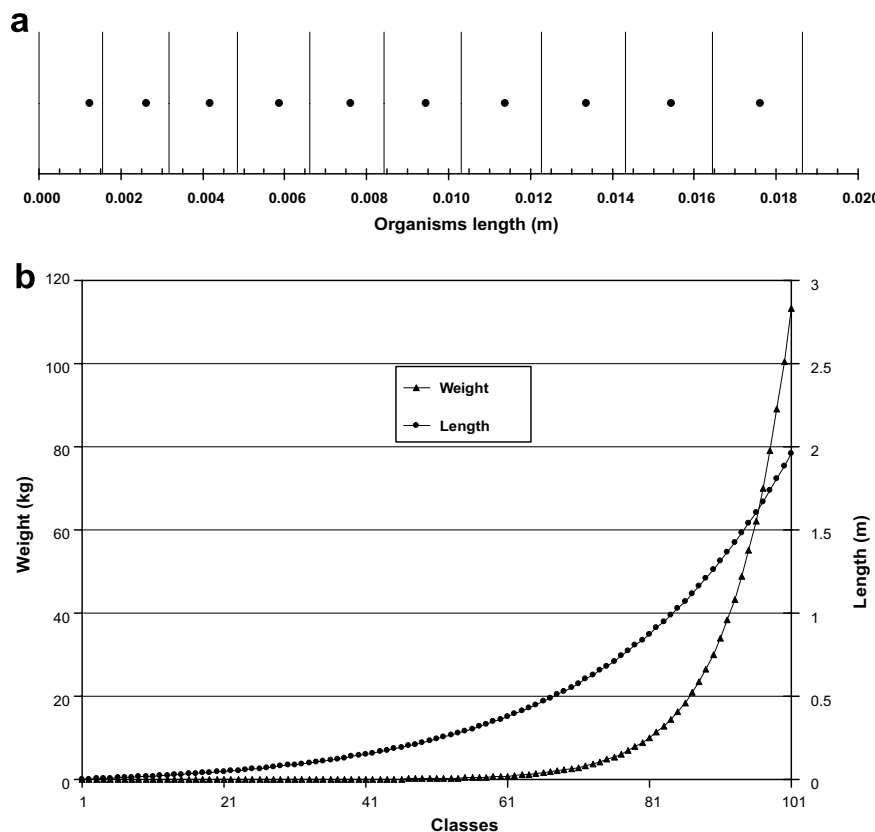 a
0.000 0.002 0.004 0.006 0.008 0.010 0.012 0.014 0.016 0.018 0.020
Organisms length (m)
b
120 3
100 2.5
80 2
60 1.5
40 1
20 0.5
0 0
Weight
Length
Weight (kg)
Length (m)
1 21 41 61 81 101
Classes